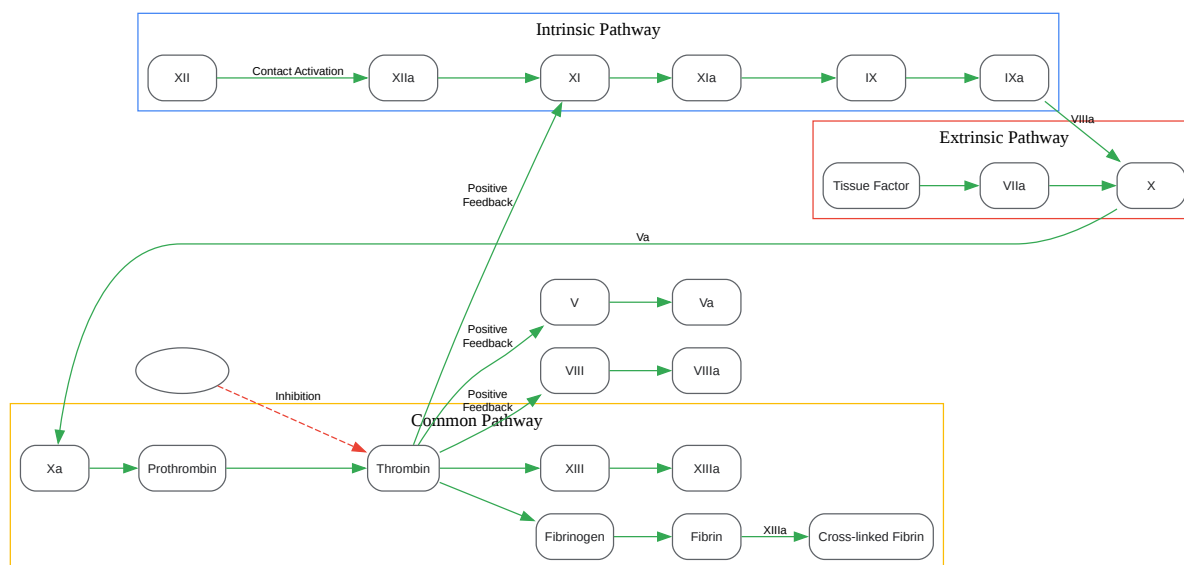 Intrinsic Pathway
XII
Contact Activation
XIIa
XI
XIa
IX
IXa
VIIIa
Extrinsic Pathway
Tissue Factor
VIIa
X
Positive
Feedback
Va
V
Va
Positive
Feedback
VIII
VIIIa
Inhibition
Positive
Feedback
Common Pathway
Xa
Prothrombin
Thrombin
XIII
XIIIa
Fibrinogen
Fibrin
XIIIa
Cross-linked Fibrin